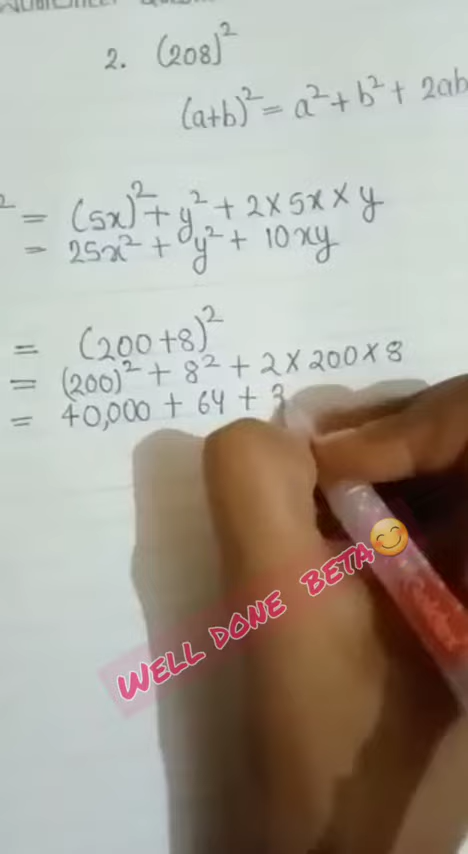 2. (208)²
(a+b)² = a² + b² + 2ab
² = (5x)² + y² + 2 × 5x × y
= 25x² + y² + 10xy
= (200 + 8)²
= (200)² + 8² + 2 × 200 × 8
= 40,000 + 64 + 3
WELL DONE BETA😊